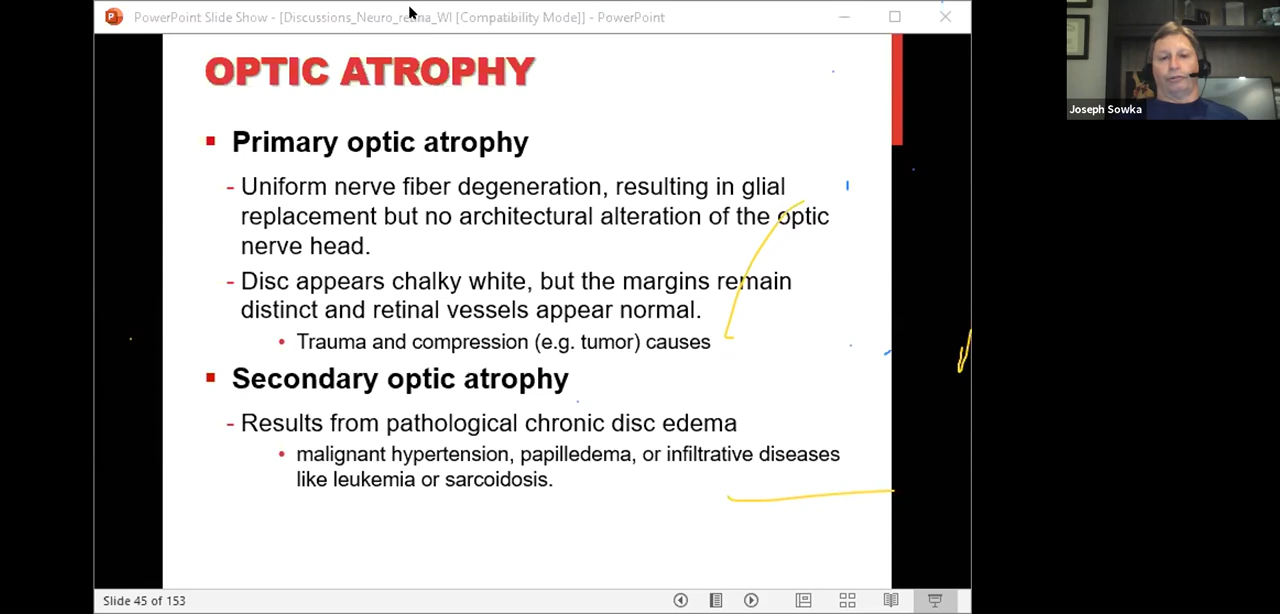 PowerPoint Slide Show - [Discussions_Neuro_retina_WI [Compatibility Mode]] - PowerPoint
Joseph Sowka
OPTIC ATROPHY
Primary optic atrophy
- Uniform nerve fiber degeneration, resulting in glial
replacement but no architectural alteration of the optic
nerve head.
- Disc appears chalky white, but the margins remain
distinct and retinal vessels appear normal.
• Trauma and compression (e.g. tumor) causes
Secondary optic atrophy
- Results from pathological chronic disc edema
• malignant hypertension, papilledema, or infiltrative diseases
like leukemia or sarcoidosis.
Slide 45 of 153